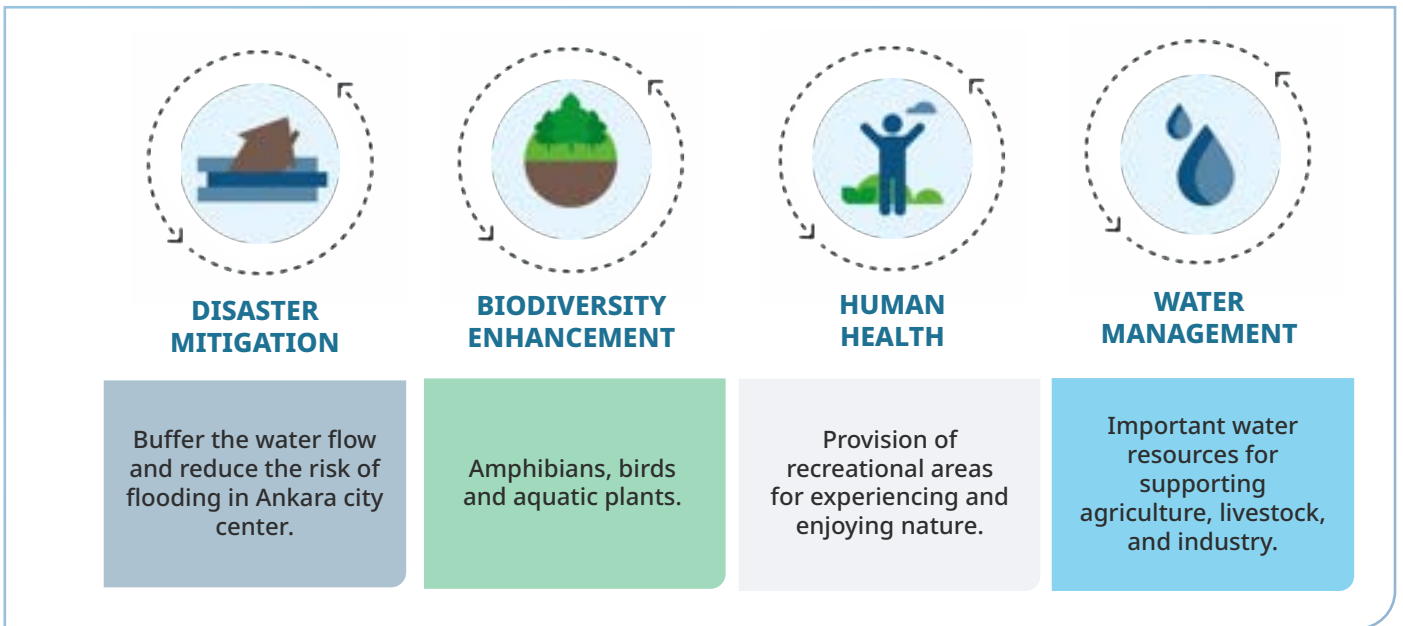 DISASTER
MITIGATION
Buffer the water flow
and reduce the risk of
flooding in Ankara city
center.
BIODIVERSITY
ENHANCEMENT
Amphibians, birds
and aquatic plants.
HUMAN
HEALTH
Provision of
recreational areas
for experiencing and
enjoying nature.
WATER
MANAGEMENT
Important water
resources for
supporting
agriculture, livestock,
and industry.